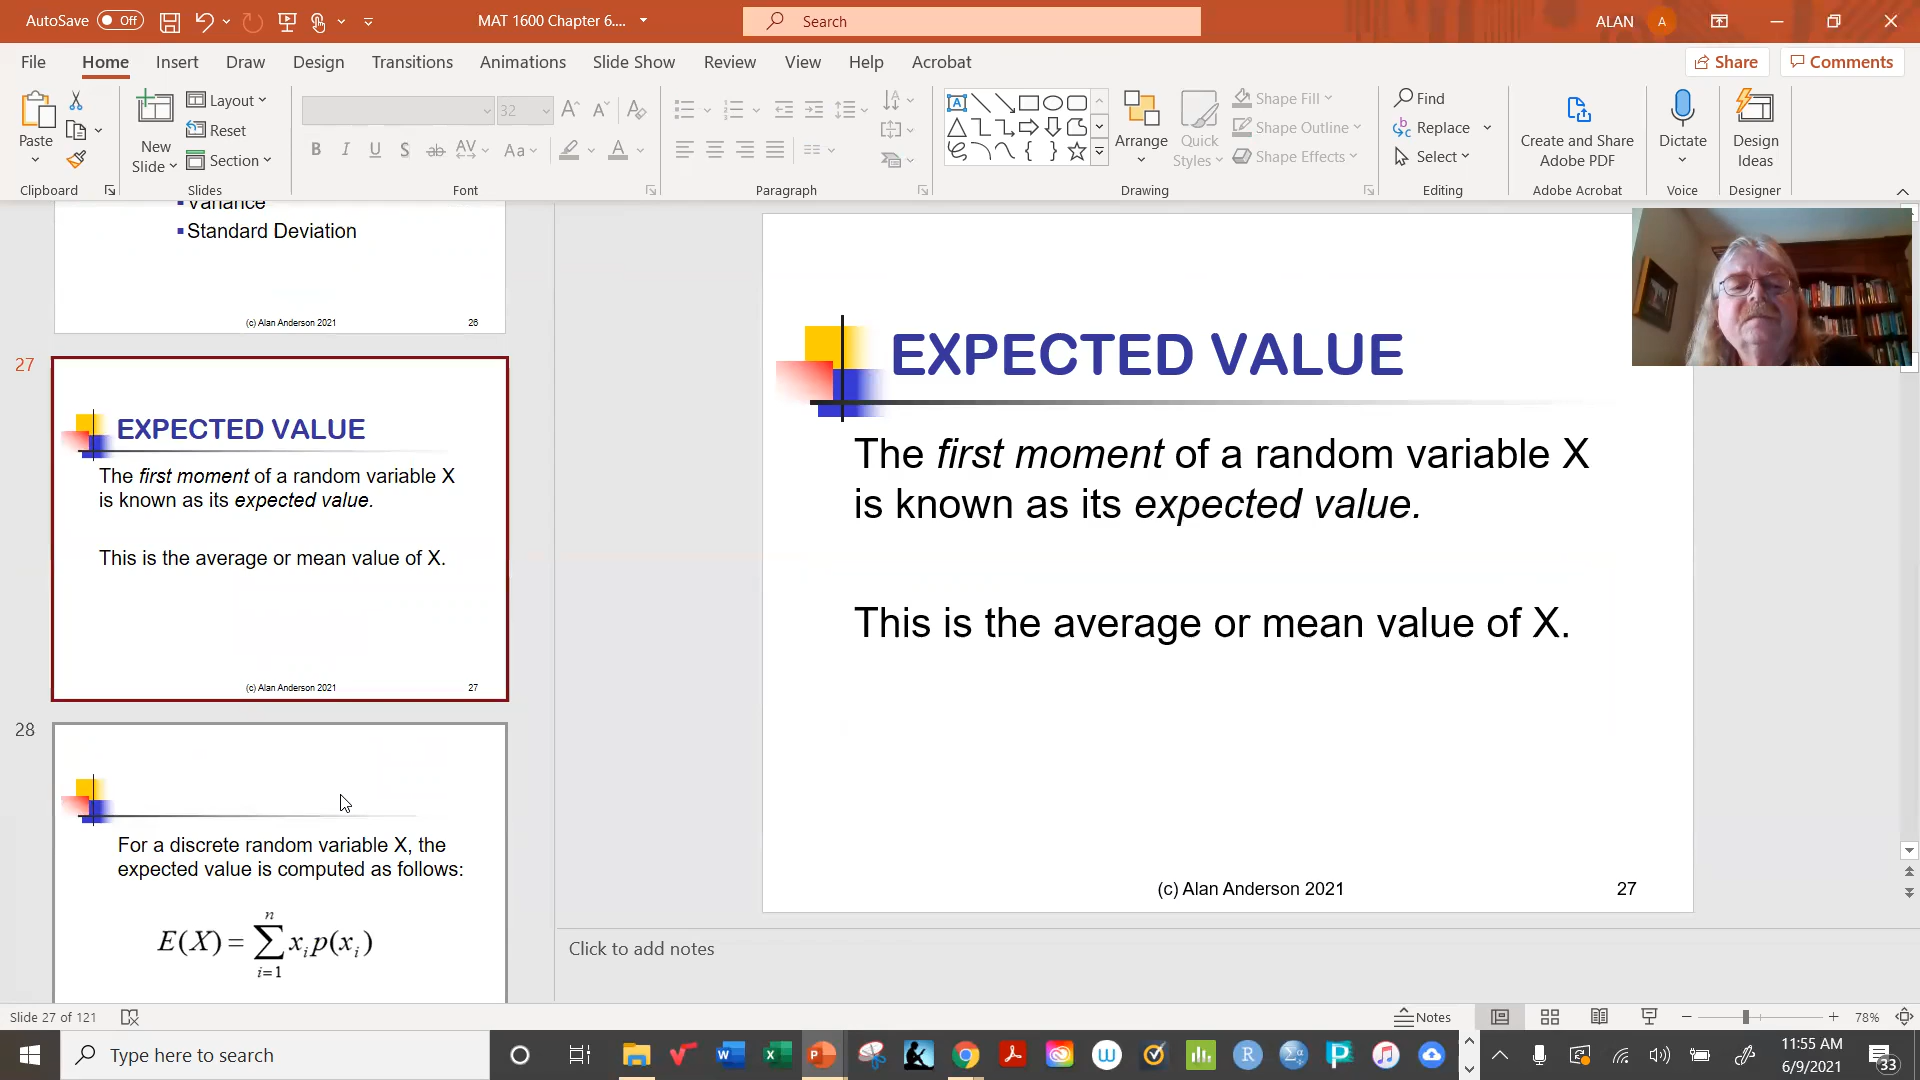 AutoSave Off
MAT 1600 Chapter 6....
Search
ALAN A
File Home Insert Draw Design Transitions Animations Slide Show Review View Help Acrobat
Share Comments
Paste
Clipboard
New
Slide
Layout
Reset
Section
Slides
32
B I U S ab AV Aa A
Font
Paragraph
Arrange
Quick
Styles
Shape Fill
Shape Outline
Shape Effects
Drawing
Find
Replace
Select
Editing
Create and Share
Adobe PDF
Adobe Acrobat
Dictate
Voice
Design
Ideas
Designer
Variance
Standard Deviation
(c) Alan Anderson 2021 26
27
EXPECTED VALUE
The first moment of a random variable X
is known as its expected value.
This is the average or mean value of X.
(c) Alan Anderson 2021 27
28
For a discrete random variable X, the
expected value is computed as follows:
E(X) = ∑ x_i p(x_i)
n
i=1
EXPECTED VALUE
The first moment of a random variable X
is known as its expected value.
This is the average or mean value of X.
(c) Alan Anderson 2021 27
Click to add notes
Slide 27 of 121
Notes
78%
Type here to search
11:55 AM
6/9/2021
33